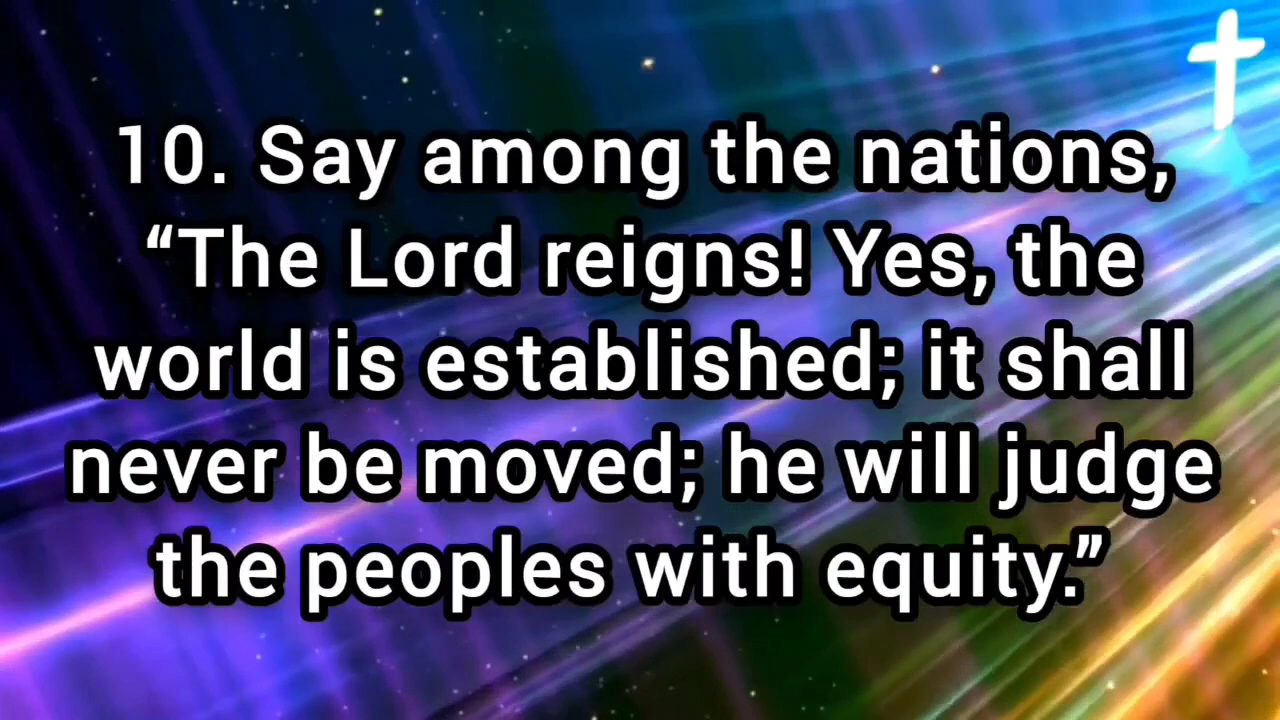 10. Say among the nations,
“The Lord reigns! Yes, the
world is established; it shall
never be moved; he will judge
the peoples with equity.”